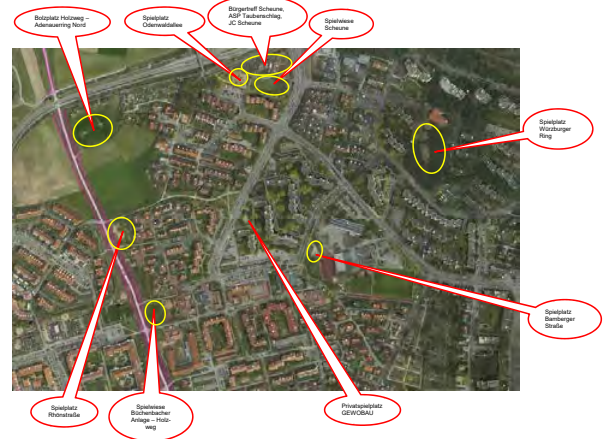 Bolzplatz Holzweg –
Adenauerring Nord
Spielplatz
Odenwaldallee
Bürgertreff Scheune,
ASP Taubenschlag,
JC Scheune
Spielwiese
Scheune
Spielplatz
Würzburger
Ring
Spielplatz
Bamberger
Straße
Spielplatz
Rhönstraße
Spielwiese
Büchenbacher
Anlage – Holz-
weg
Privatspielplatz
GEWOBAU